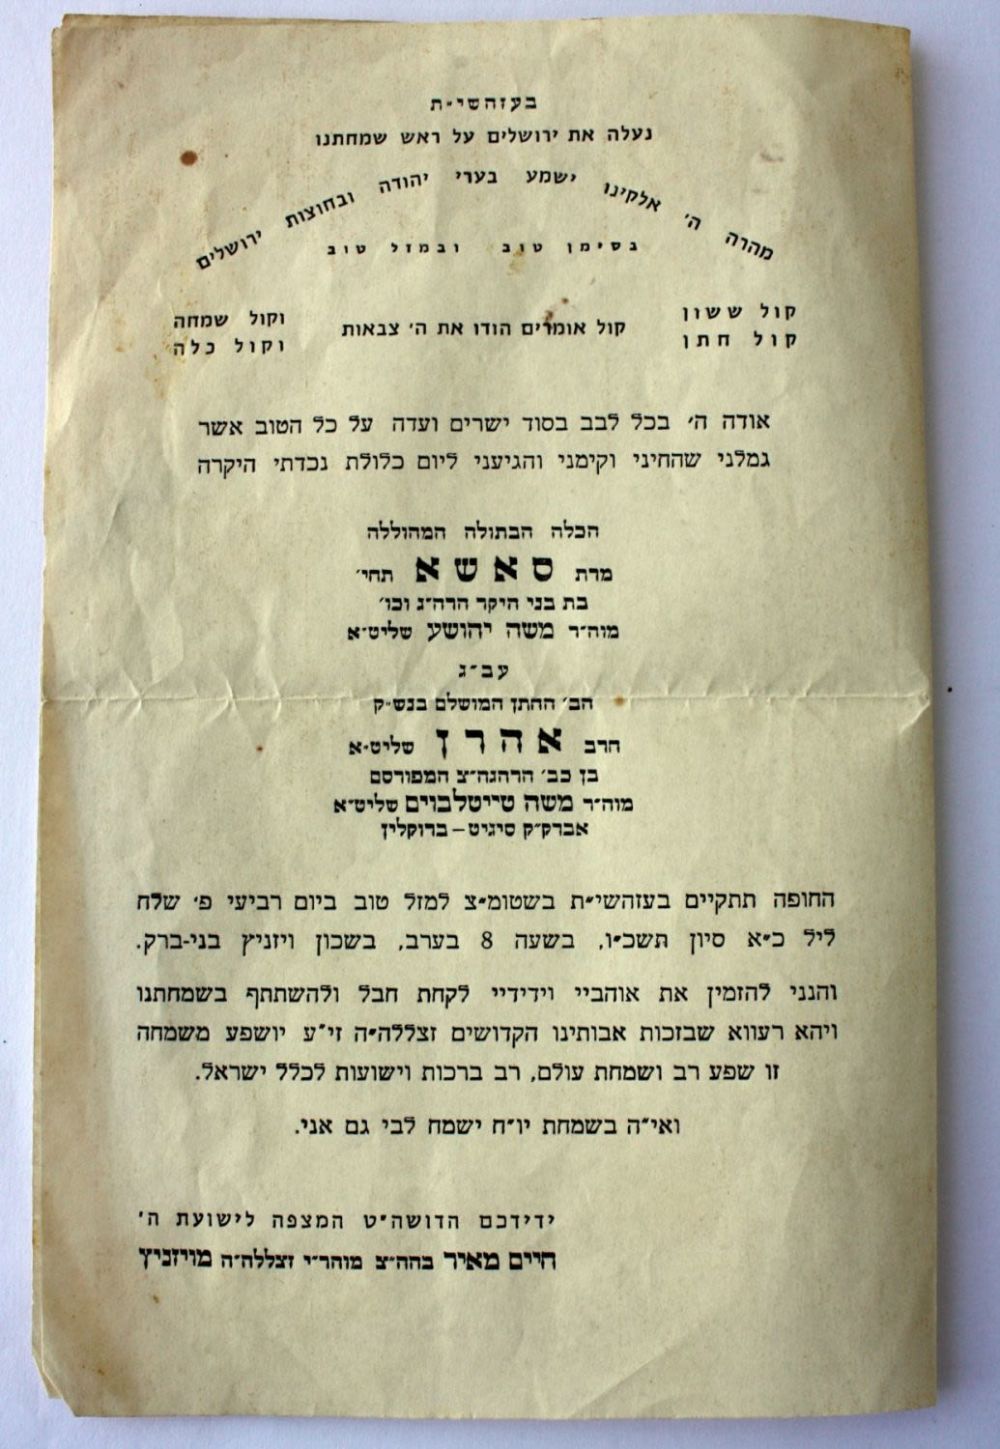 בעזהשי״ת
נעלה את ירושלים על ראש שמחתנו
מהרה ה׳ אלקינו ישמע בערי יהודה ובחוצות ירושלים
בסימן טוב ובמזל טוב
קול ששון
קול חתן
קול אומרים הודו את ה׳ צבאות
וקול שמחה
וקול כלה
אודה ה׳ בכל לבב בסוד ישרים ועדה על כל הטוב אשר
גמלני שהחיני וקימני והגיעני ליום כלולת נכדתי היקרה
הכלה הבתולה המהוללה
מרת סאשא תחי׳
בת בני היקר הרה״ג וכו׳
מוה״ר משה יהושע שליט״א
עב״ג
הב׳ החתן המושלם בנש״ק
הרב אהרן שליט״א
בן כב׳ הרהגה״צ המפורסם
מוה״ר משה טייטלבוים שליט״א
אברק״ק סיגיט – ברוקלין
החופה תתקיים בעזהשי״ת בשטומ״צ למזל טוב ביום רביעי פ׳ שלח
ליל כ״א סיון תשכ״ו, בשעה 8 בערב, בשכון ויזניץ בני-ברק.
והנני להזמין את אוהביי וידידיי לקחת חבל ולהשתתף בשמחתנו
ויהא רעווא שבזכות אבותינו הקדושים זצללה״ה זי״ע יושפע משמחה
זו שפע רב ושמחת עולם, רב ברכות וישועות לכלל ישראל.
ואי״ה בשמחת יו״ח ישמח לבי גם אני.
ידידכם הדושה״ט המצפה לישועת ה׳
חיים מאיר בהה״צ מוהר״י זצללה״ה מויזניץ